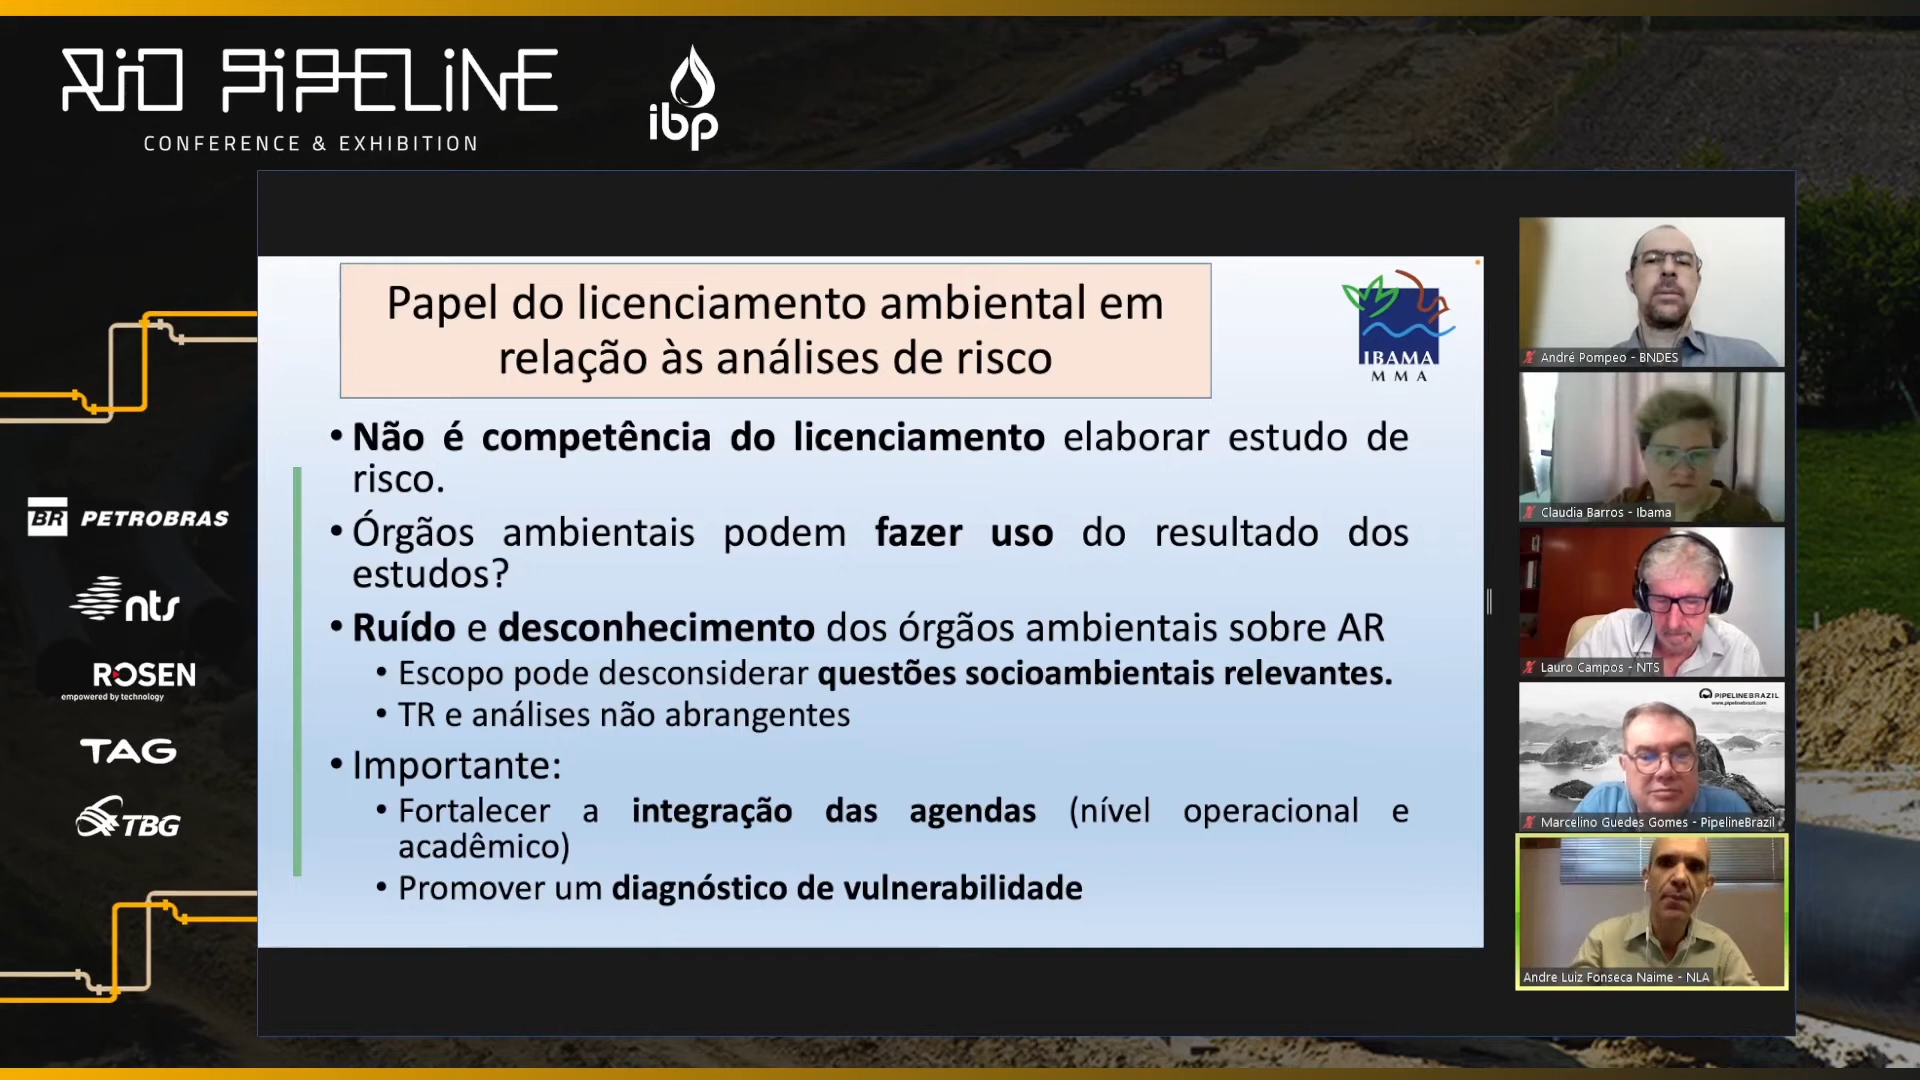 RIO PIPELINE
CONFERENCE & EXHIBITION
ibp
BR PETROBRAS
nts
ROSEN
empowered by technology
TAG
TBG
Papel do licenciamento ambiental em
relação às análises de risco
IBAMA
MMA
• Não é competência do licenciamento elaborar estudo de
risco.
• Órgãos ambientais podem fazer uso do resultado dos
estudos?
• Ruído e desconhecimento dos órgãos ambientais sobre AR
• Escopo pode desconsiderar questões socioambientais relevantes.
• TR e análises não abrangentes
• Importante:
• Fortalecer a integração das agendas (nível operacional e
acadêmico)
• Promover um diagnóstico de vulnerabilidade
André Pompeo - BNDES
Claudia Barros - Ibama
Lauro Campos - NTS
PIPELINEBRAZIL
www.pipelinebrazil.com
Marcelino Guedes Gomes - PipelineBrazil
Andre Luiz Fonseca Naime - NLA